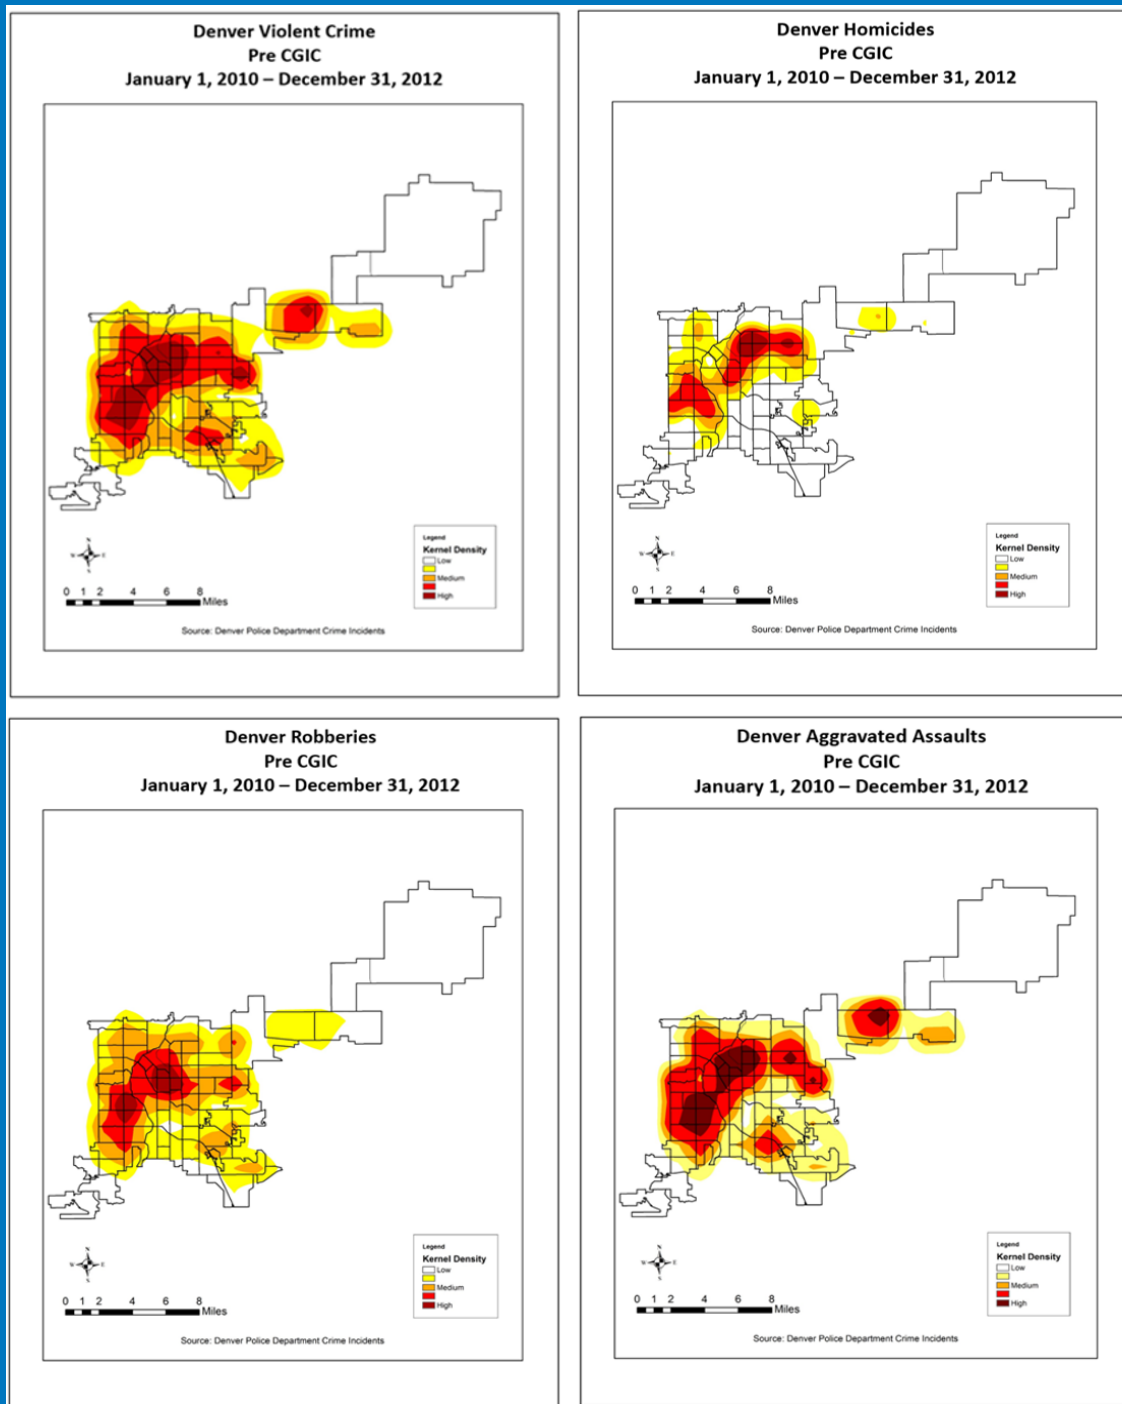 Denver Violent Crime
Pre CGIC
January 1, 2010 – December 31, 2012
N
W E
S
Legend
Kernel Density
Low
Medium
High
0 1 2 4 6 8
Miles
Source: Denver Police Department Crime Incidents
Denver Homicides
Pre CGIC
January 1, 2010 – December 31, 2012
N
W E
S
Legend
Kernel Density
Low
Medium
High
0 1 2 4 6 8
Miles
Source: Denver Police Department Crime Incidents
Denver Robberies
Pre CGIC
January 1, 2010 – December 31, 2012
N
W E
S
Legend
Kernel Density
Low
Medium
High
0 1 2 4 6 8
Miles
Source: Denver Police Department Crime Incidents
Denver Aggravated Assaults
Pre CGIC
January 1, 2010 – December 31, 2012
N
W E
S
Legend
Kernel Density
Low
Medium
High
0 1 2 4 6 8
Miles
Source: Denver Police Department Crime Incidents